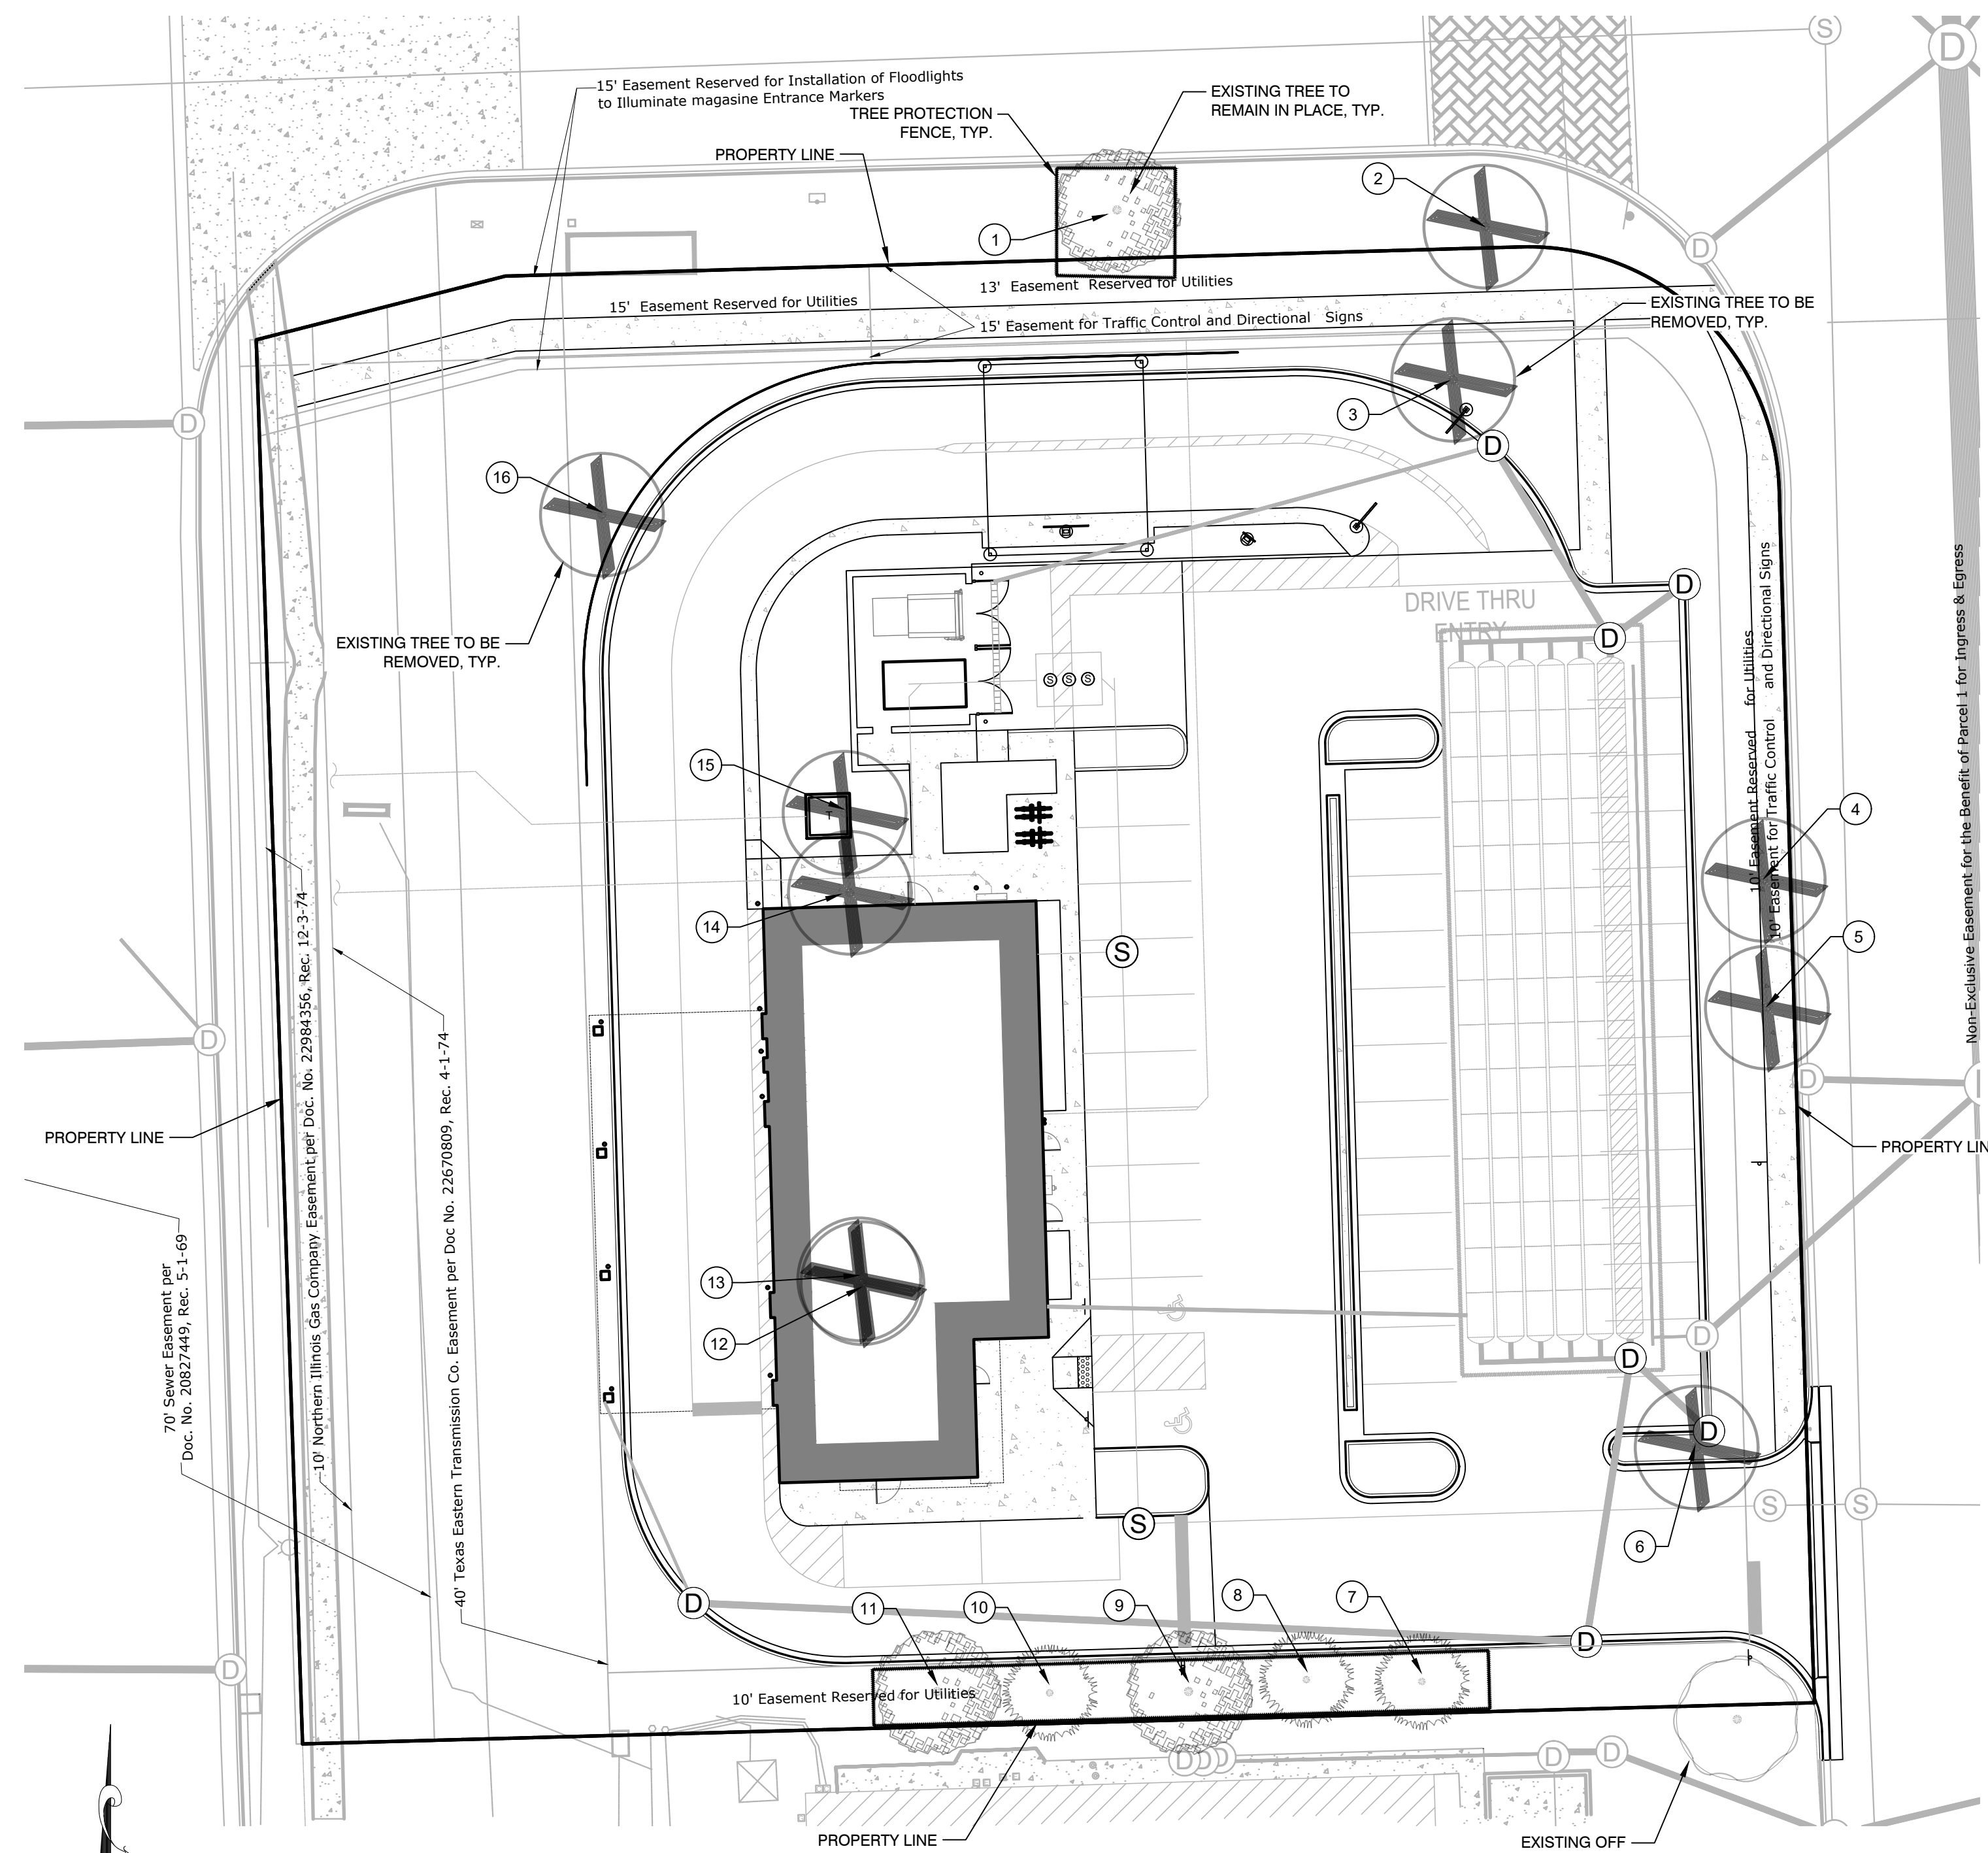 S
D
15' Easement Reserved for Installation of Floodlights
to Illuminate magasine Entrance Markers
EXISTING TREE TO
REMAIN IN PLACE, TYP.
TREE PROTECTION
FENCE, TYP.
PROPERTY LINE
2
1
D
13' Easement Reserved for Utilities
15' Easement Reserved for Utilities
EXISTING TREE TO BE
REMOVED, TYP.
15' Easement for Traffic Control and Directional Signs
3
D
D
16
D
DRIVE THRU
ENTRY
D
EXISTING TREE TO BE
REMOVED, TYP.
S S S
10' Easement Reserved for Utilities
10' Easement for Traffic Control and Directional Signs
Non-Exclusive Easement for the Benefit of Parcel 1 for Ingress & Egress
15
T
4
14
5
S
D
D
10' Northern Illinois Gas Company Easement per Doc. No. 22984356, Rec. 12-3-74
40' Texas Eastern Transmission Co. Easement per Doc No. 22670809, Rec. 4-1-74
PROPERTY LINE
PROPERTY LIN
70' Sewer Easement per
Doc. No. 20827449, Rec. 5-1-69
13
12
D
D
D
S
S
S
6
D
11
10
9
8
7
D
D
10' Easement Reserved for Utilities
D D D
D
D
PROPERTY LINE
EXISTING OFF